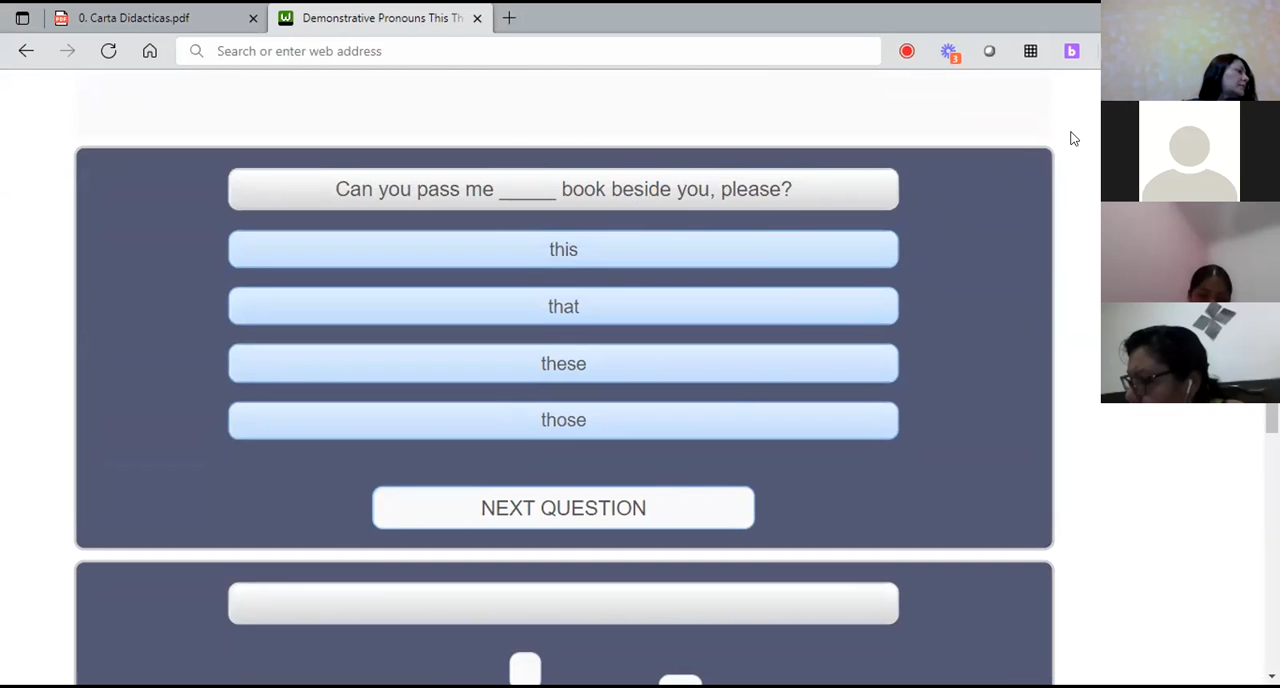 0. Carta Didacticas.pdf
Demonstrative Pronouns This Th
Search or enter web address
3
b
Can you pass me _____ book beside you, please?
this
that
these
those
NEXT QUESTION